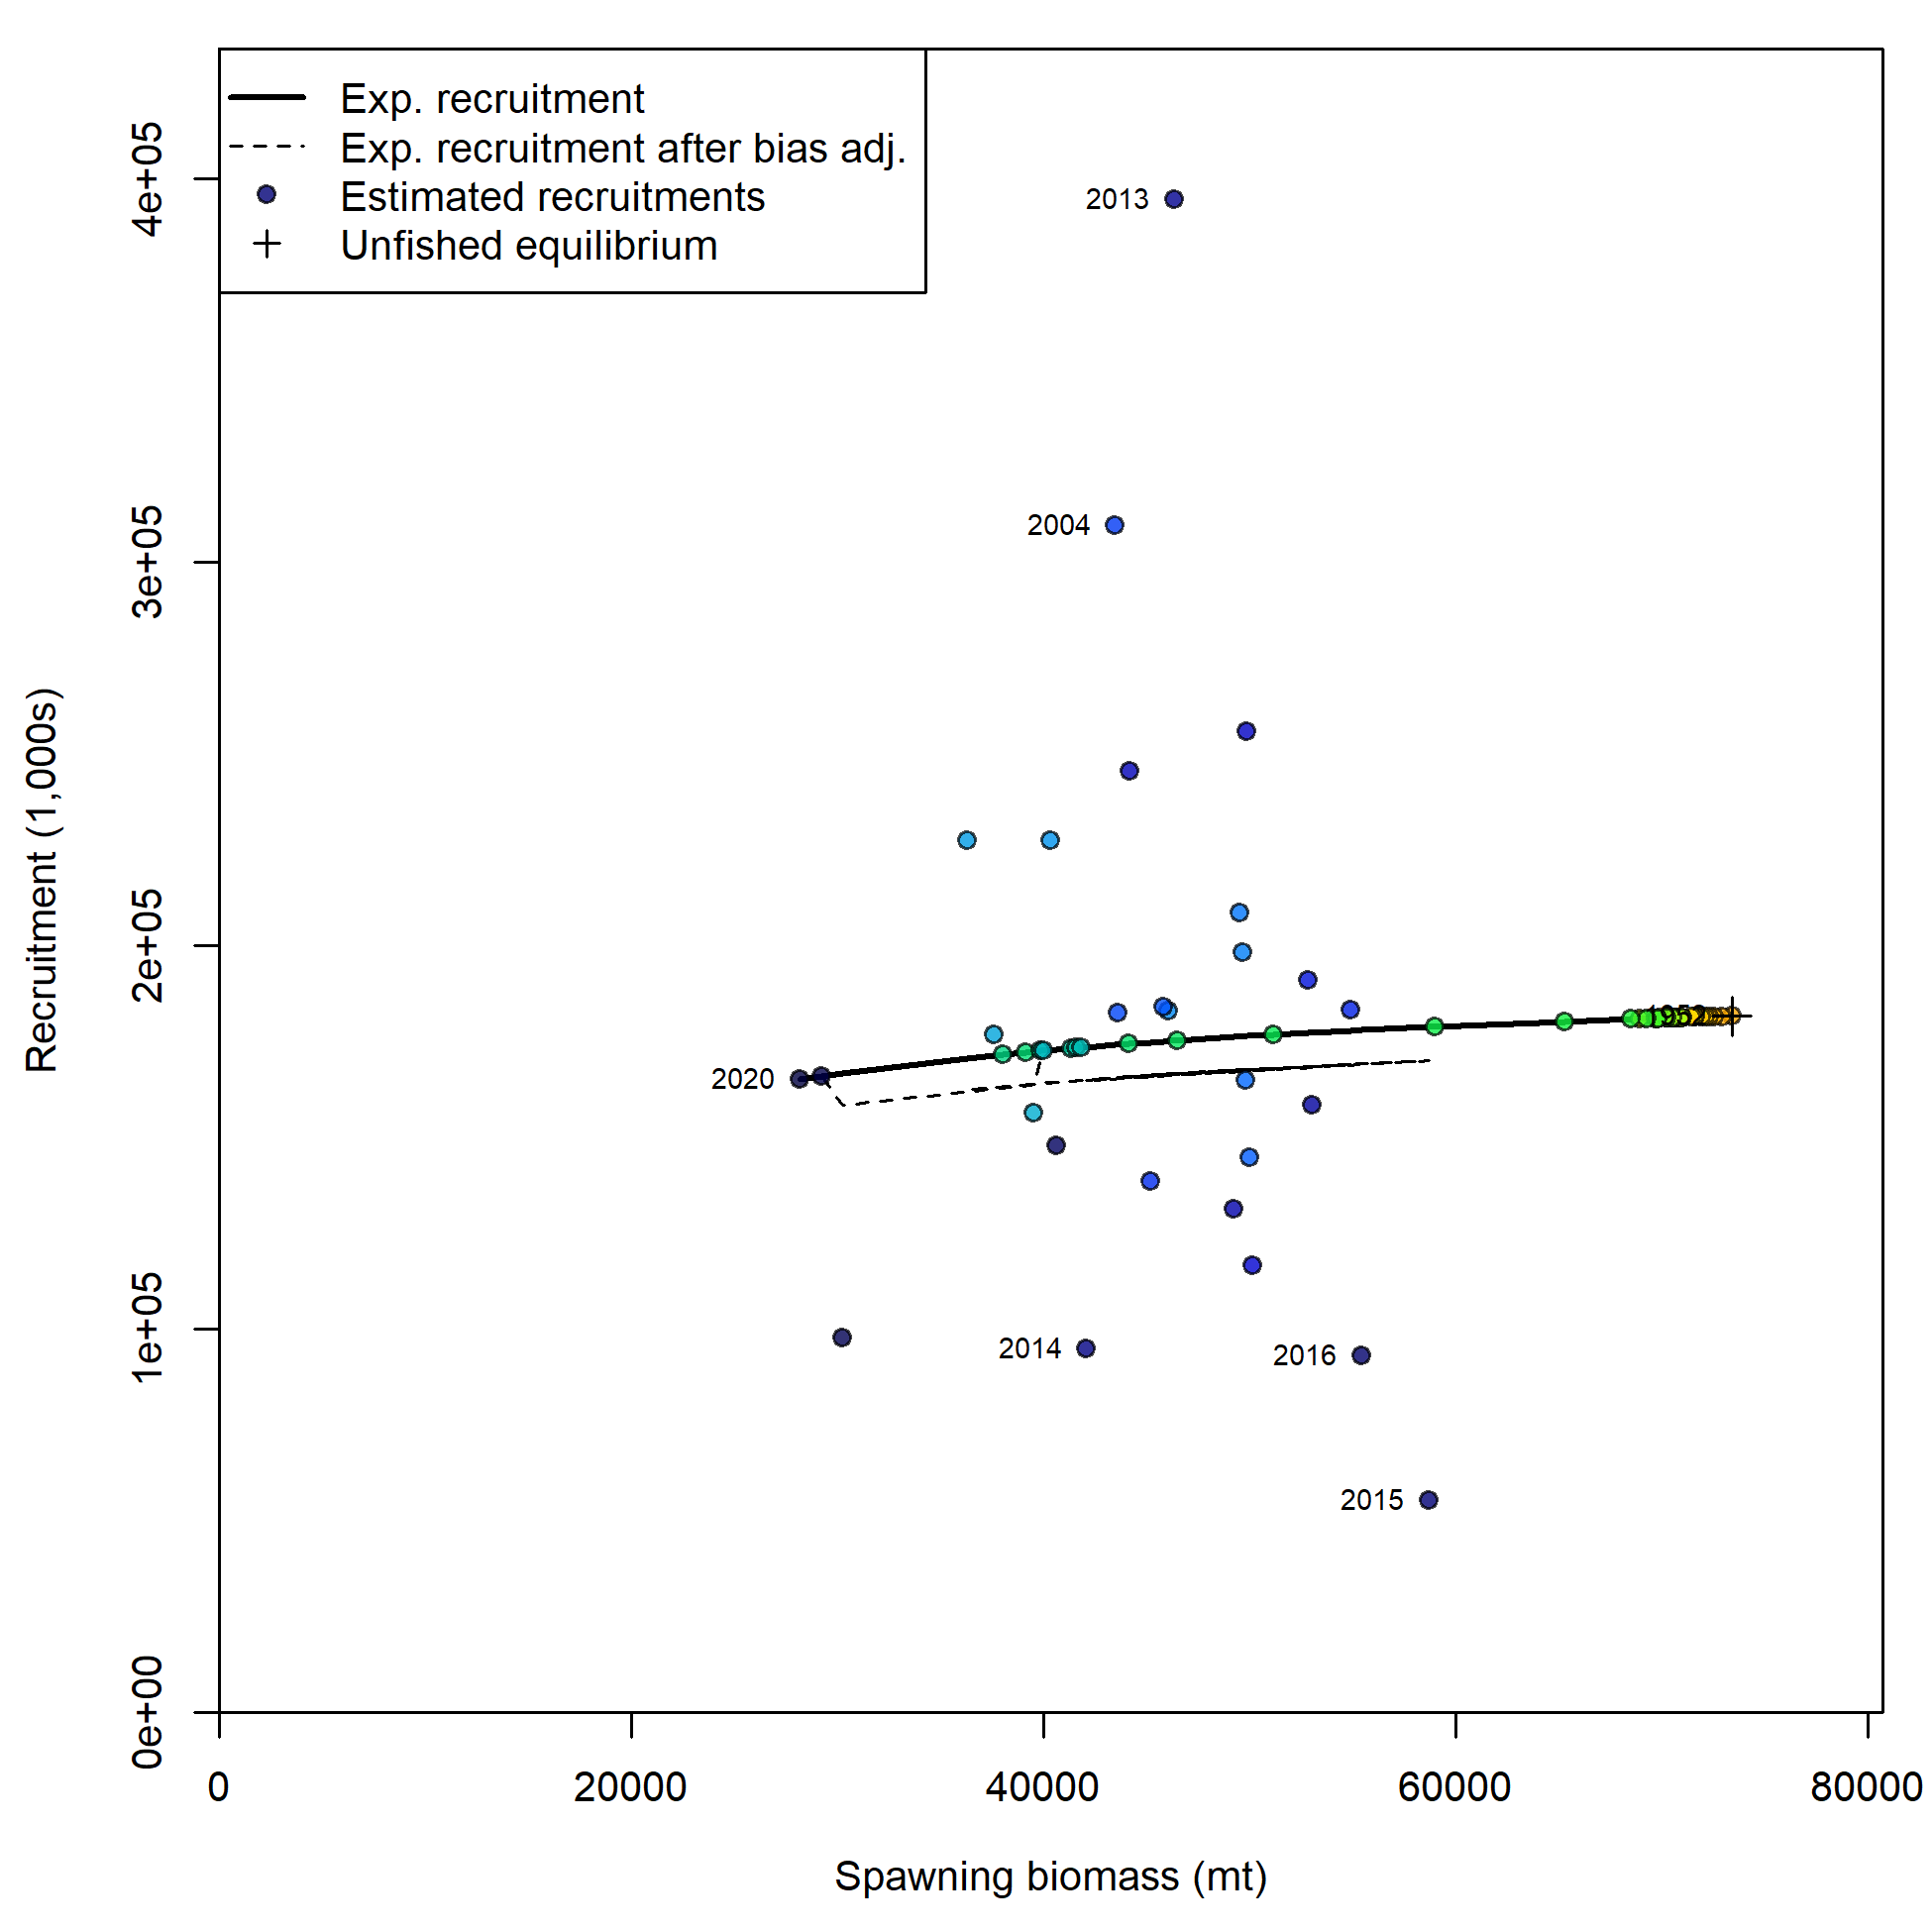 Exp. recruitment
Exp. recruitment after bias adj.
Estimated recruitments
Unfished equilibrium
4e+05
3e+05
2e+05
1e+05
0e+00
Recruitment (1,000s)
2013
2004
2020
2014
2016
2015
0
20000
40000
60000
80000
Spawning biomass (mt)